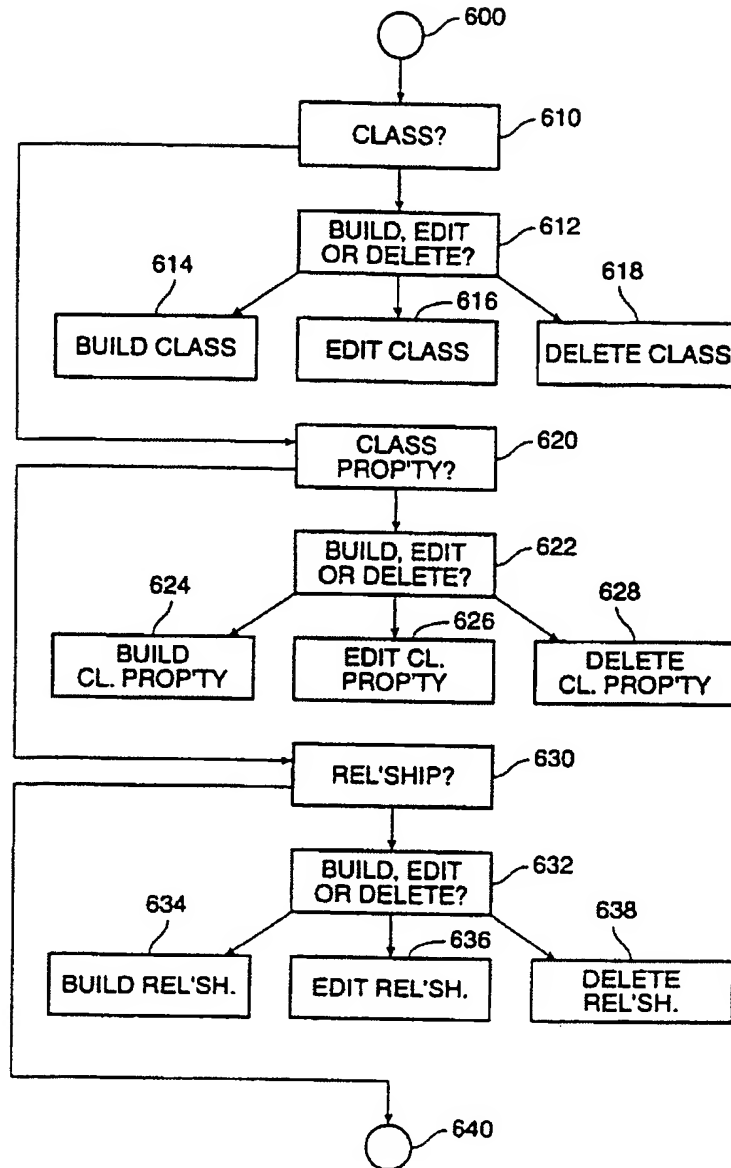 600
CLASS?
610
BUILD, EDIT
OR DELETE?
612
614
616
618
BUILD CLASS
EDIT CLASS
DELETE CLASS
CLASS
PROP'TY?
620
BUILD, EDIT
OR DELETE?
622
624
626
628
BUILD
CL. PROP'TY
EDIT CL.
PROP'TY
DELETE
CL. PROP'TY
REL'SHIP?
630
BUILD, EDIT
OR DELETE?
632
634
636
638
BUILD REL'SH.
EDIT REL'SH.
DELETE
REL'SH.
640